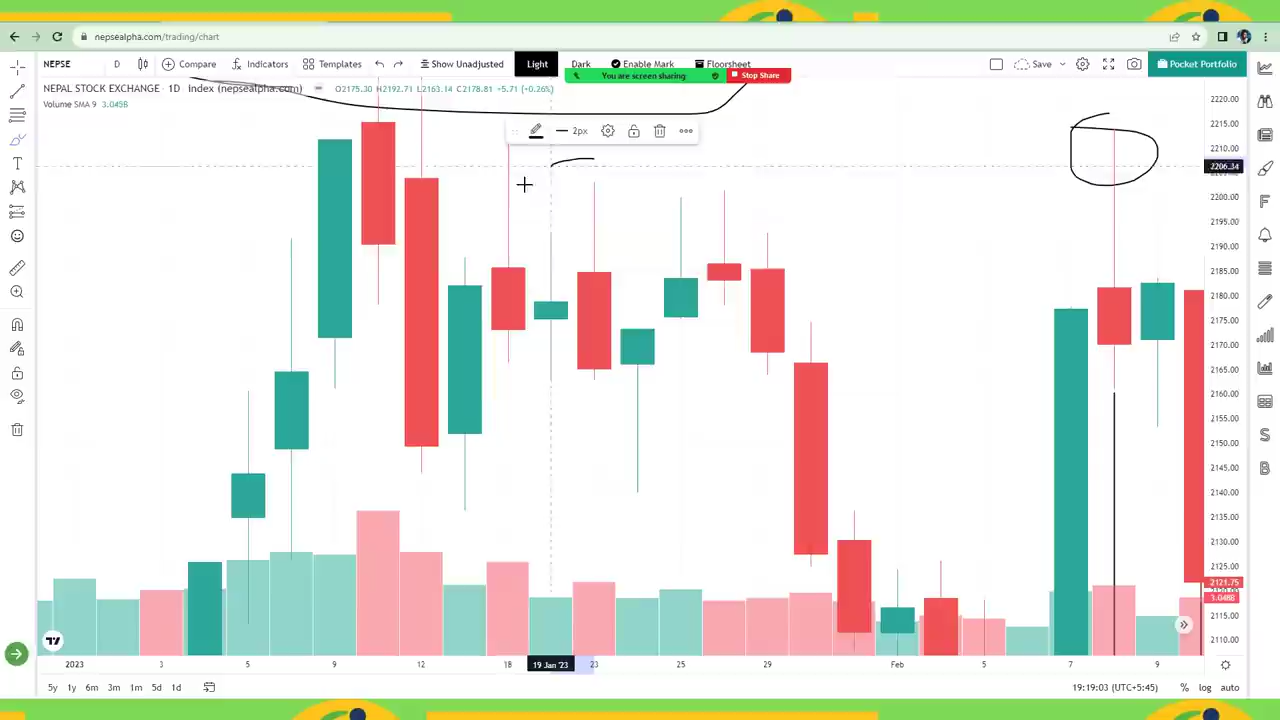 nepsealpha.com/trading/chart
NEPSE D Compare Indicators Templates Show Unadjusted Light Dark Enable Mark Floorsheet Save Pocket Portfolio
You are screen sharing Stop Share
NEPAL STOCK EXCHANGE · 1D Index (nepsealpha.com) O2175.30 H2192.71 L2163.14 C2178.81 +5.71 (+0.26%)
Volume SMA 9 3.045B
2px
2220.00
2215.00
2210.00
2206.34
2200.00
2195.00
2190.00
2185.00
2180.00
2175.00
2170.00
2165.00
2160.00
2155.00
2150.00
2145.00
2140.00
2135.00
2130.00
2125.00
2121.75
3.046B
2115.00
2110.00
2023 3 5 9 12 18 19 Jan '23 23 25 29 Feb 5 7 9
5y 1y 6m 3m 1m 5d 1d 19:19:03 (UTC+5:45) % log auto